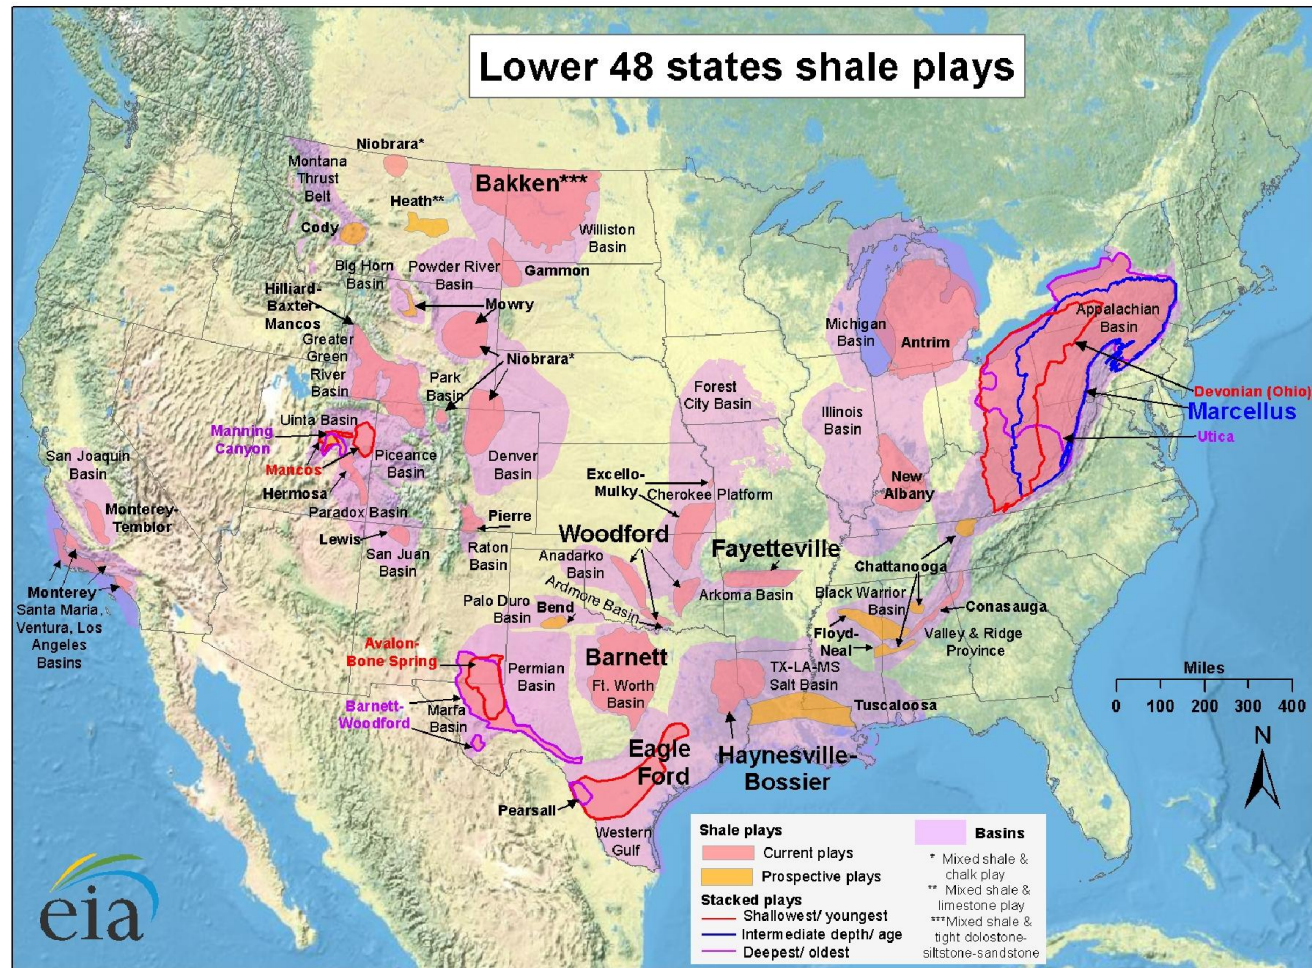 Lower 48 states shale plays
Niobrara*
Montana
Thrust
Belt
Bakken***
Heath**
Cody
Williston
Basin
Big Horn
Basin
Powder River
Basin
Gammon
Hilliard-
Baxter-
Mancos
Mowry
Greater
Green
River
Basin
Niobrara*
Park
Basin
Michigan
Basin
Antrim
Appalachian
Basin
Devonian (Ohio)
Marcellus
Utica
Forest
City Basin
Illinois
Basin
Uinta Basin
Manning
Canyon
Mancos
Piceance
Basin
Denver
Basin
San Joaquin
Basin
Hermosa
Excello-
Mulky
Cherokee Platform
New
Albany
Monterey-
Temblor
Paradox Basin
Pierre
Lewis
San Juan
Basin
Raton
Basin
Woodford
Fayetteville
Anadarko
Basin
Chattanooga
Arkoma Basin
Black Warrior
Basin
Ardmore Basin
Monterey
Santa Maria,
Ventura, Los
Angeles
Basins
Palo Duro
Basin
Bend
Conasauga
Floyd-
Neal
Valley & Ridge
Province
Avalon-
Bone Spring
Permian
Basin
Barnett
Ft. Worth
Basin
TX-LA-MS
Salt Basin
Tuscaloosa
Barnett-
Woodford
Marfa
Basin
Eagle
Ford
Haynesville-
Bossier
Pearsall
Western
Gulf
Miles
0 100 200 300 400
N
Shale plays
Current plays
Prospective plays
Stacked plays
Shallowest/ youngest
Intermediate depth/ age
Deepest/ oldest
Basins
* Mixed shale &
chalk play
** Mixed shale &
limestone play
***Mixed shale &
tight dolostone-
siltstone-sandstone
eia